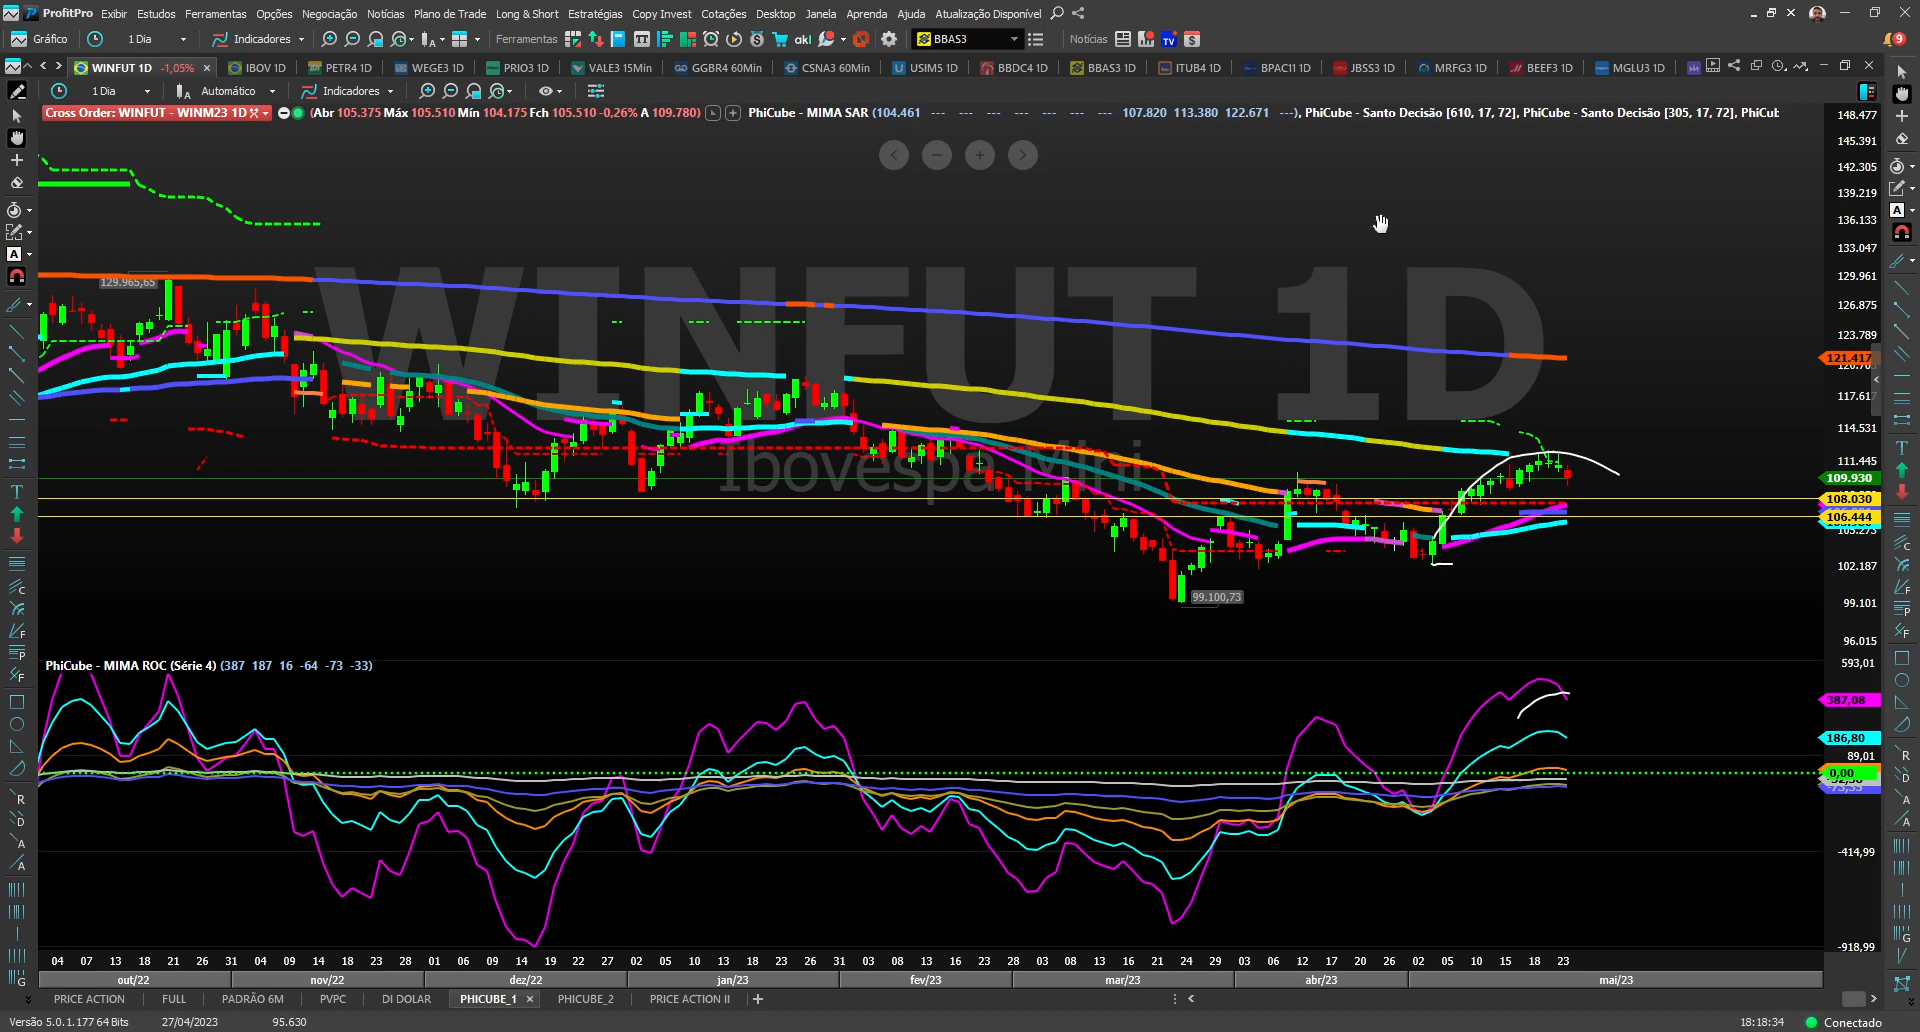 ProfitPro Exibir Estudos Ferramentas Opções Negociação Notícias Plano de Trade Long & Short Estratégias Copy Invest Cotações Desktop Janela Aprenda Ajuda Atualização Disponível
Gráfico 1 Dia Indicadores Ferramentas BBAS3 Notícias
9
WINFUT 1D -1,05% IBOV 1D PETR4 1D WEGE3 1D PRIO3 1D VALE3 15Min GGBR4 60Min CSNA3 60Min USIM5 1D BBDC4 1D BBAS3 1D ITUB4 1D BPAC11 1D JBSS3 1D MRFG3 1D BEEF3 1D MGLU3 1D
1 Dia Automático Indicadores
Cross Order: WINFUT - WINM23 1D (Abr 105.375 Máx 105.510 Mín 104.175 Fch 105.510 -0,26% A 109.780) PhiCube - MIMA SAR (104.461 --- --- --- --- --- --- --- 107.820 113.380 122.671 ---), PhiCube - Santo Decisão [610, 17, 72], PhiCube - Santo Decisão [305, 17, 72], PhiCub
148.477
145.391
142.305
139.219
136.133
133.047
129.961
126.875
123.789
121.417
117.617
114.531
111.445
109.930
108.030
106.444
105.273
102.187
99.101
96.015
WINFUT 1D
Ibovespa Mini
129.965,65
99.100,73
PhiCube - MIMA ROC (Série 4) (387 187 16 -64 -73 -33)
593,01
387,08
186,80
89,01
0,00
-73,35
-414,99
-918,99
04 07 13 18 21 26 31 04 09 14 18 23 28 01 06 09 14 19 22 27 02 05 10 13 18 23 26 31 03 08 13 16 23 28 03 08 13 16 21 24 29 03 06 12 17 20 26 02 05 10 15 18 23
out/22 nov/22 dez/22 jan/23 fev/23 mar/23 abr/23 mai/23
PRICE ACTION FULL PADRÃO 6M PVPC DI DOLAR PHICUBE_1 PHICUBE_2 PRICE ACTION II
Versão 5.0.1.177 64 Bits 27/04/2023 95.630 18:18:34 Conectado